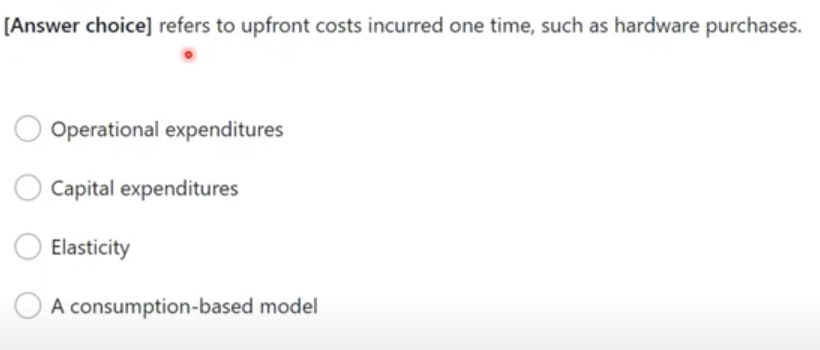 [Answer choice] refers to upfront costs incurred one time, such as hardware purchases.
Operational expenditures
Capital expenditures
Elasticity
A consumption-based model